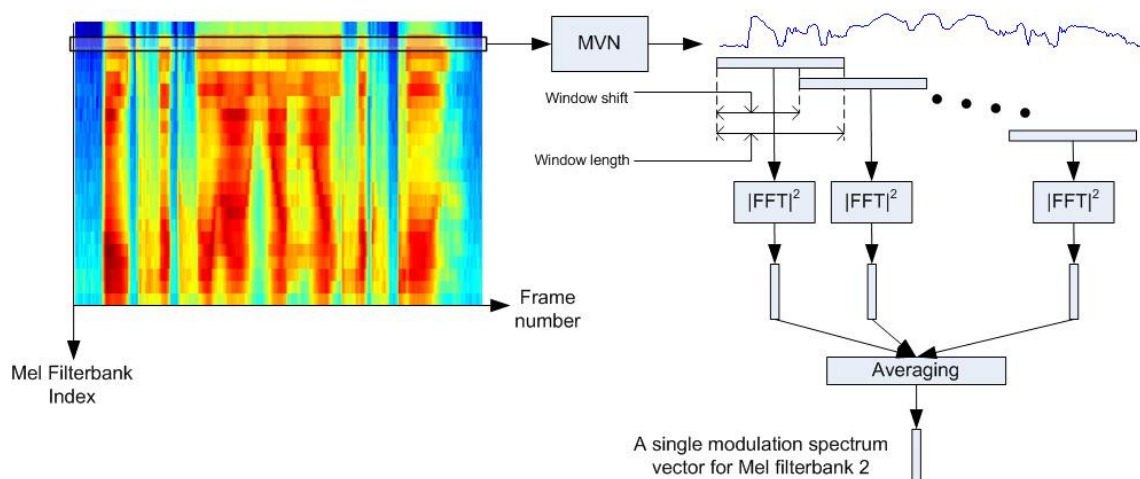 MVN
Window shift
Window length
|FFT|²
|FFT|²
|FFT|²
Frame
number
Mel Filterbank
Index
Averaging
A single modulation spectrum
vector for Mel filterbank 2